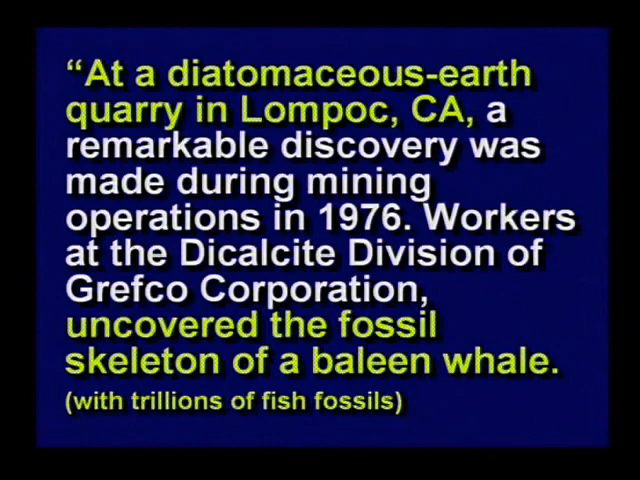 “At a diatomaceous-earth
quarry in Lompoc, CA, a
remarkable discovery was
made during mining
operations in 1976. Workers
at the Dicalcite Division of
Grefco Corporation,
uncovered the fossil
skeleton of a baleen whale.
(with trillions of fish fossils)